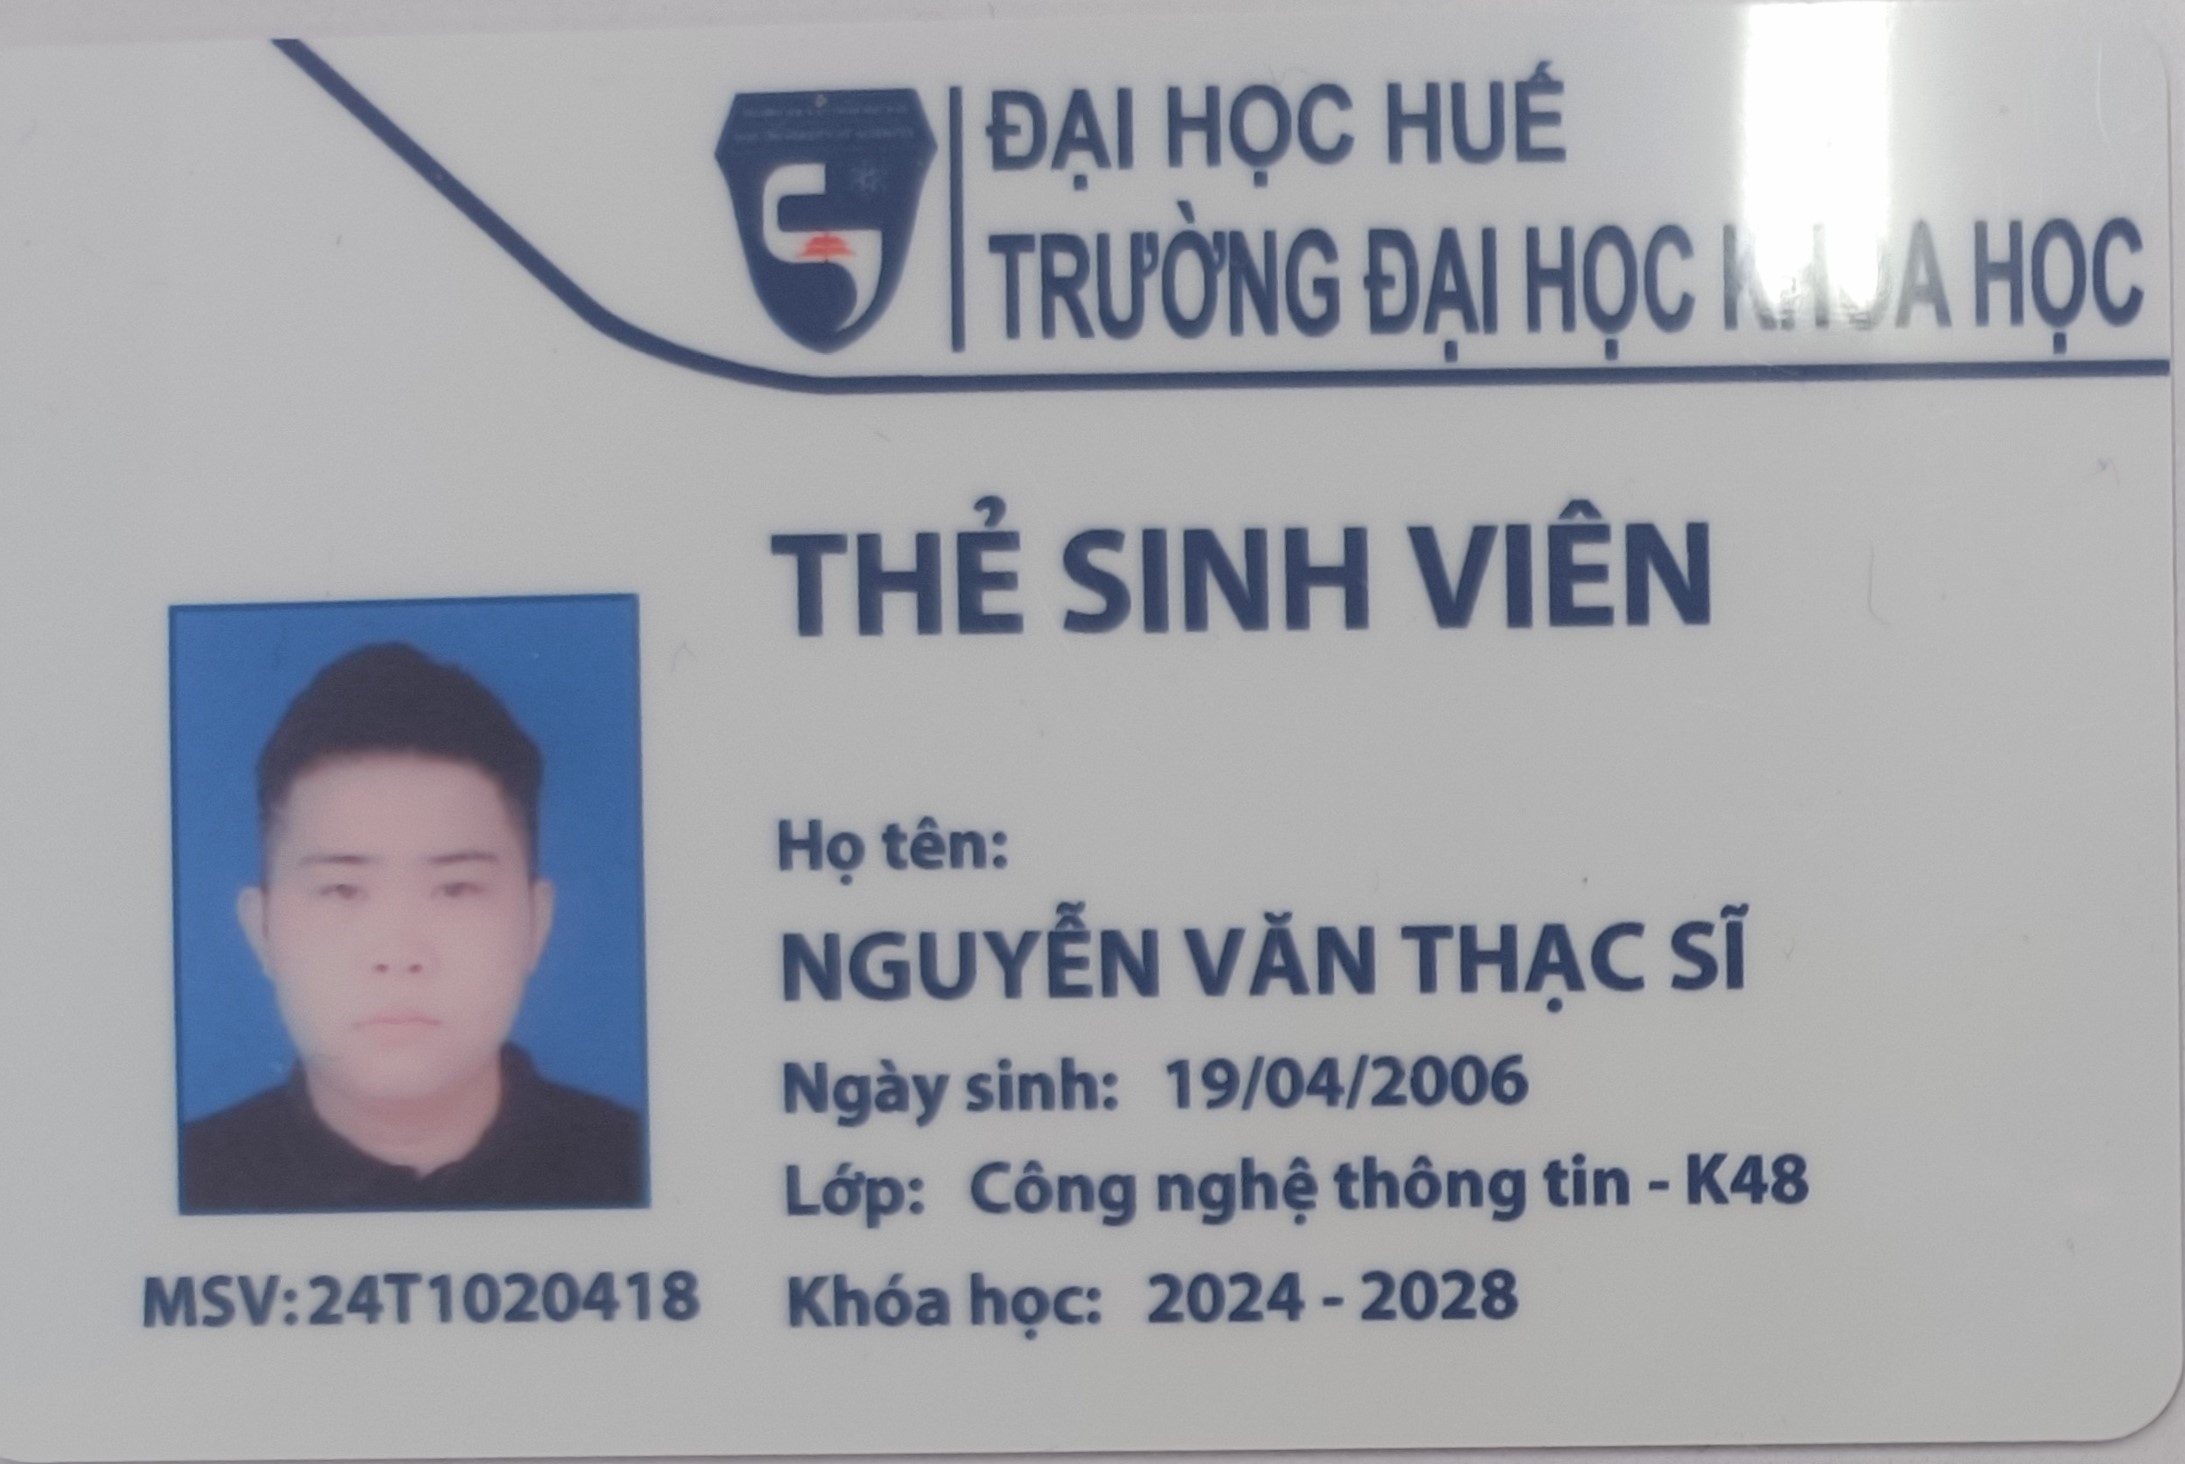 ĐẠI HỌC HUẾ
TRƯỜNG ĐẠI HỌC KHOA HỌC
THẺ SINH VIÊN
Họ tên:
NGUYỄN VĂN THẠC SĨ
Ngày sinh: 19/04/2006
Lớp: Công nghệ thông tin - K48
MSV:24T1020418
Khóa học: 2024 - 2028